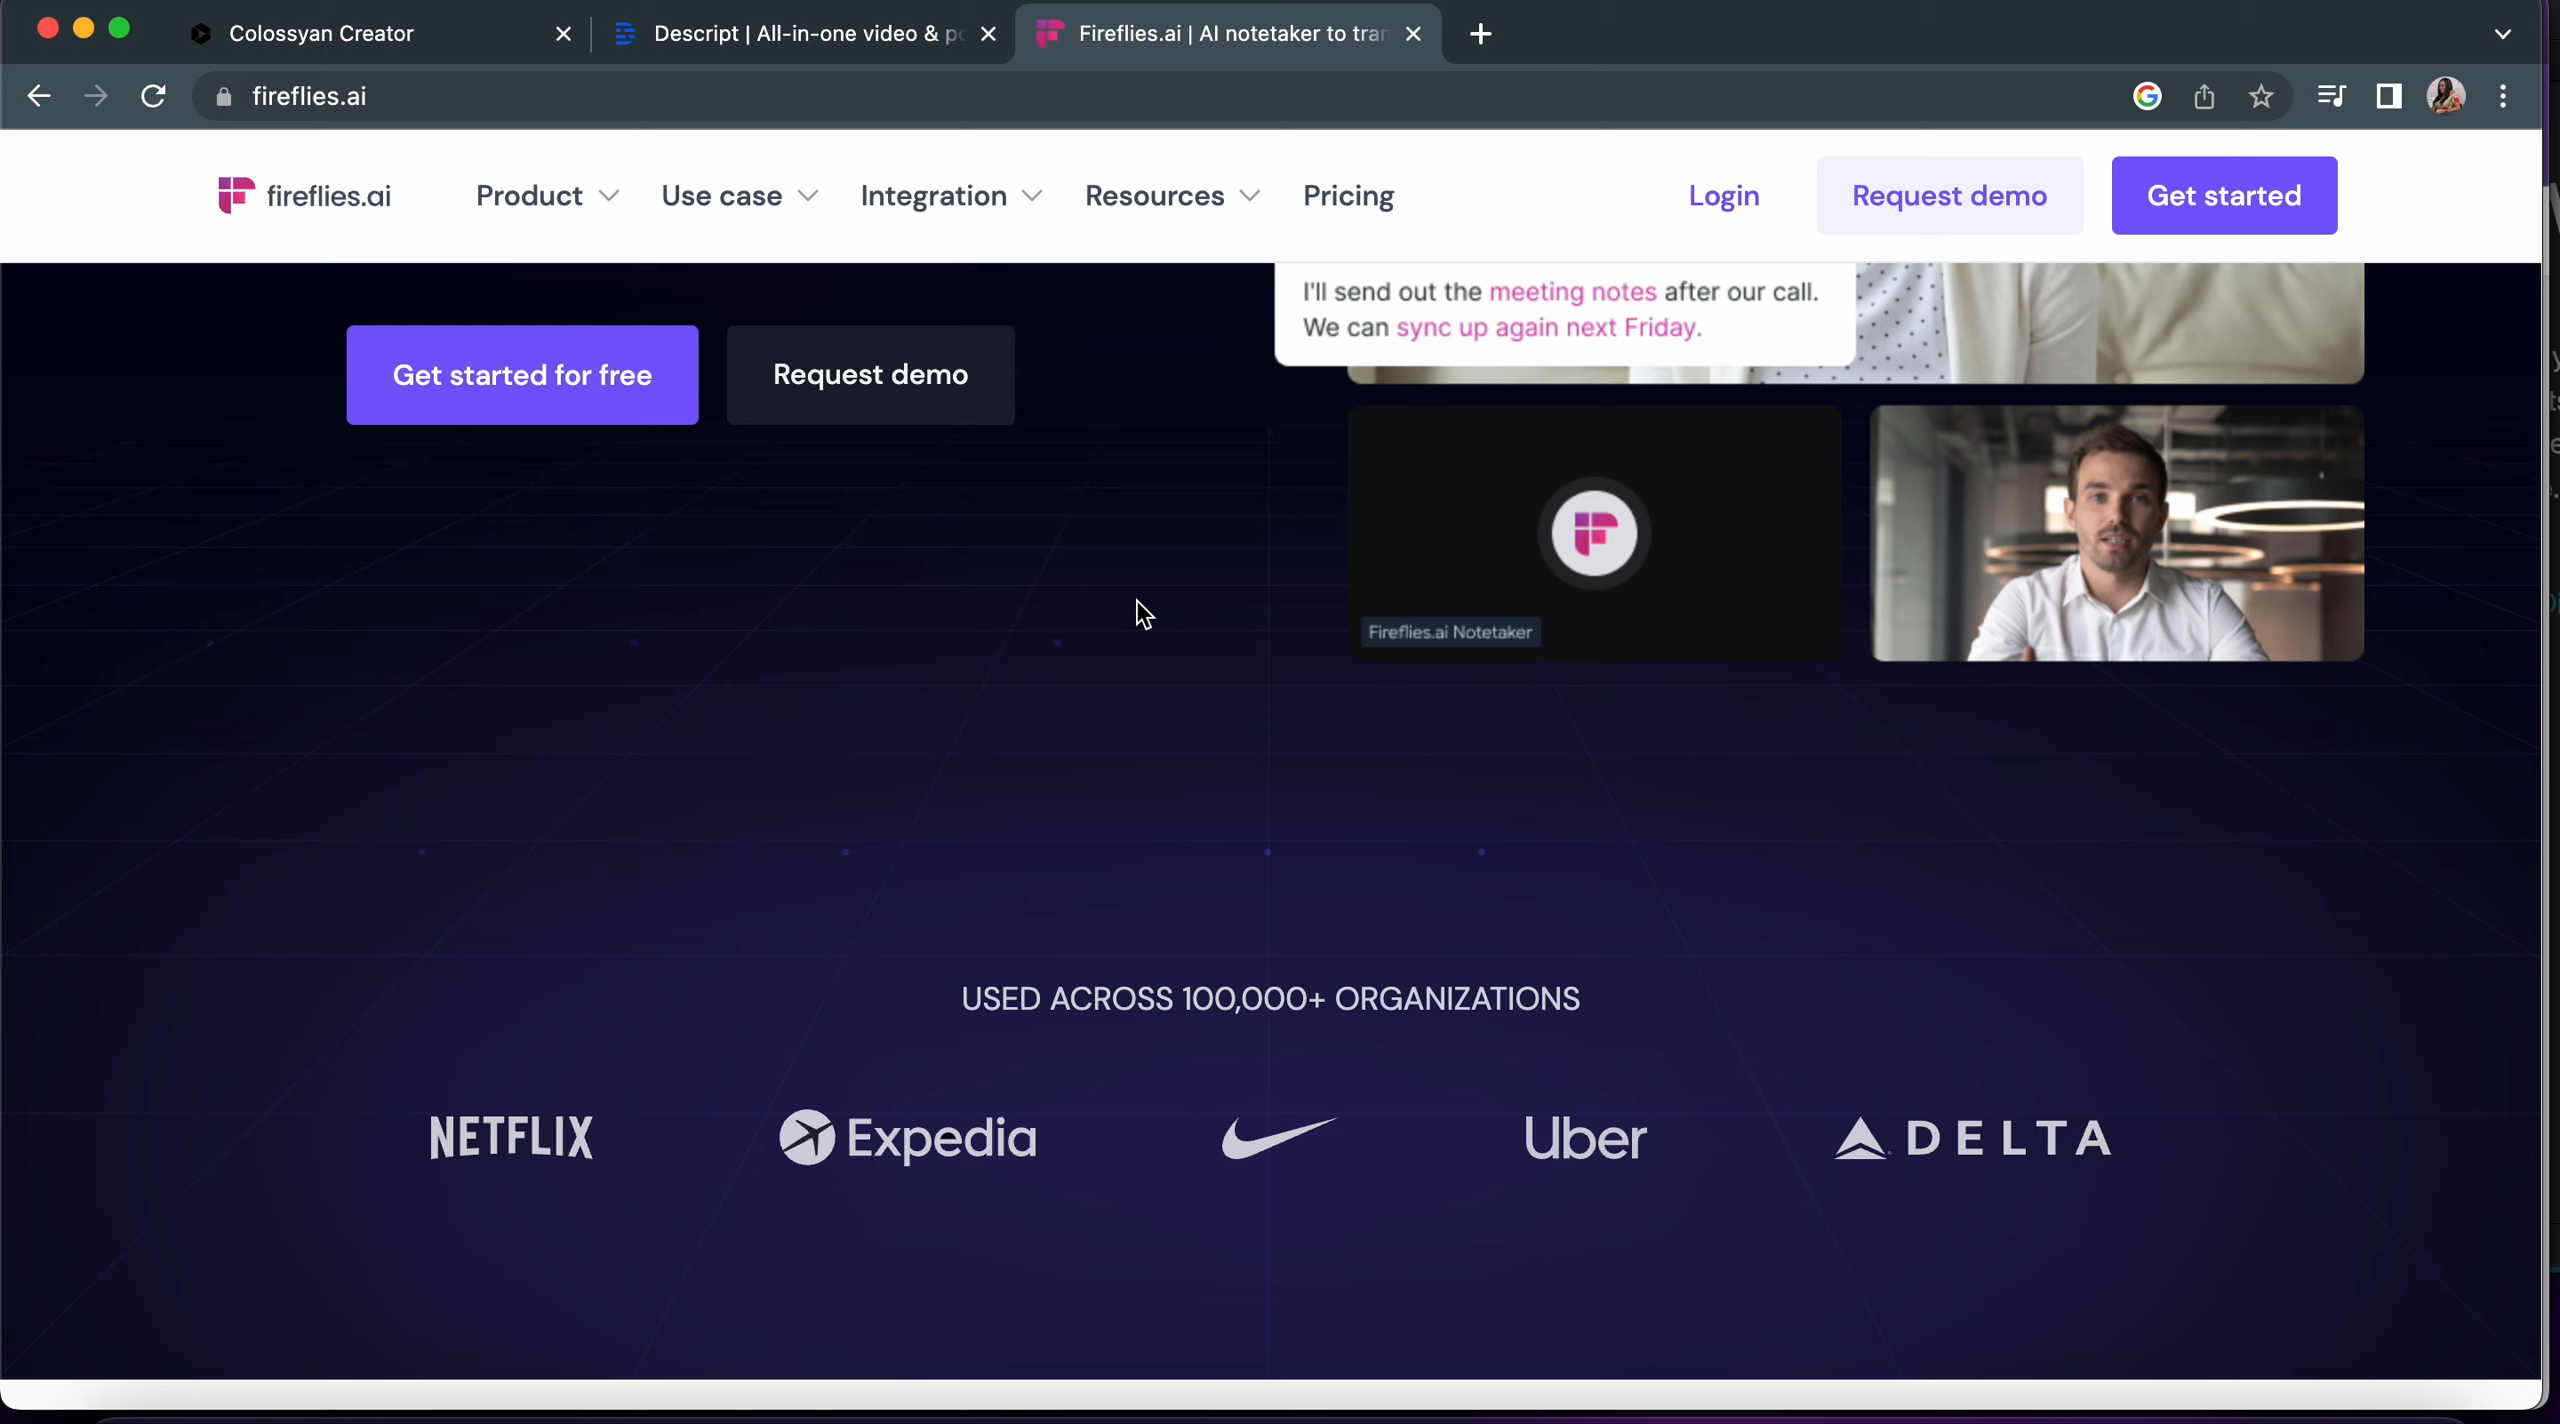 Colossyan Creator
Descript | All-in-one video & po
Fireflies.ai | AI notetaker to tran
fireflies.ai
fireflies.ai
Product
Use case
Integration
Resources
Pricing
Login
Request demo
Get started
I'll send out the meeting notes after our call.
We can sync up again next Friday.
Get started for free
Request demo
Fireflies.ai Notetaker
USED ACROSS 100,000+ ORGANIZATIONS
NETFLIX
Expedia
Uber
DELTA